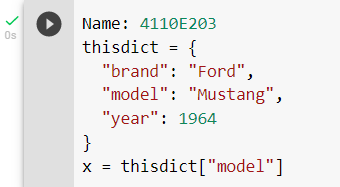 0s
Name: 4110E203
thisdict = {
  "brand": "Ford",
  "model": "Mustang",
  "year": 1964
}
x = thisdict["model"]